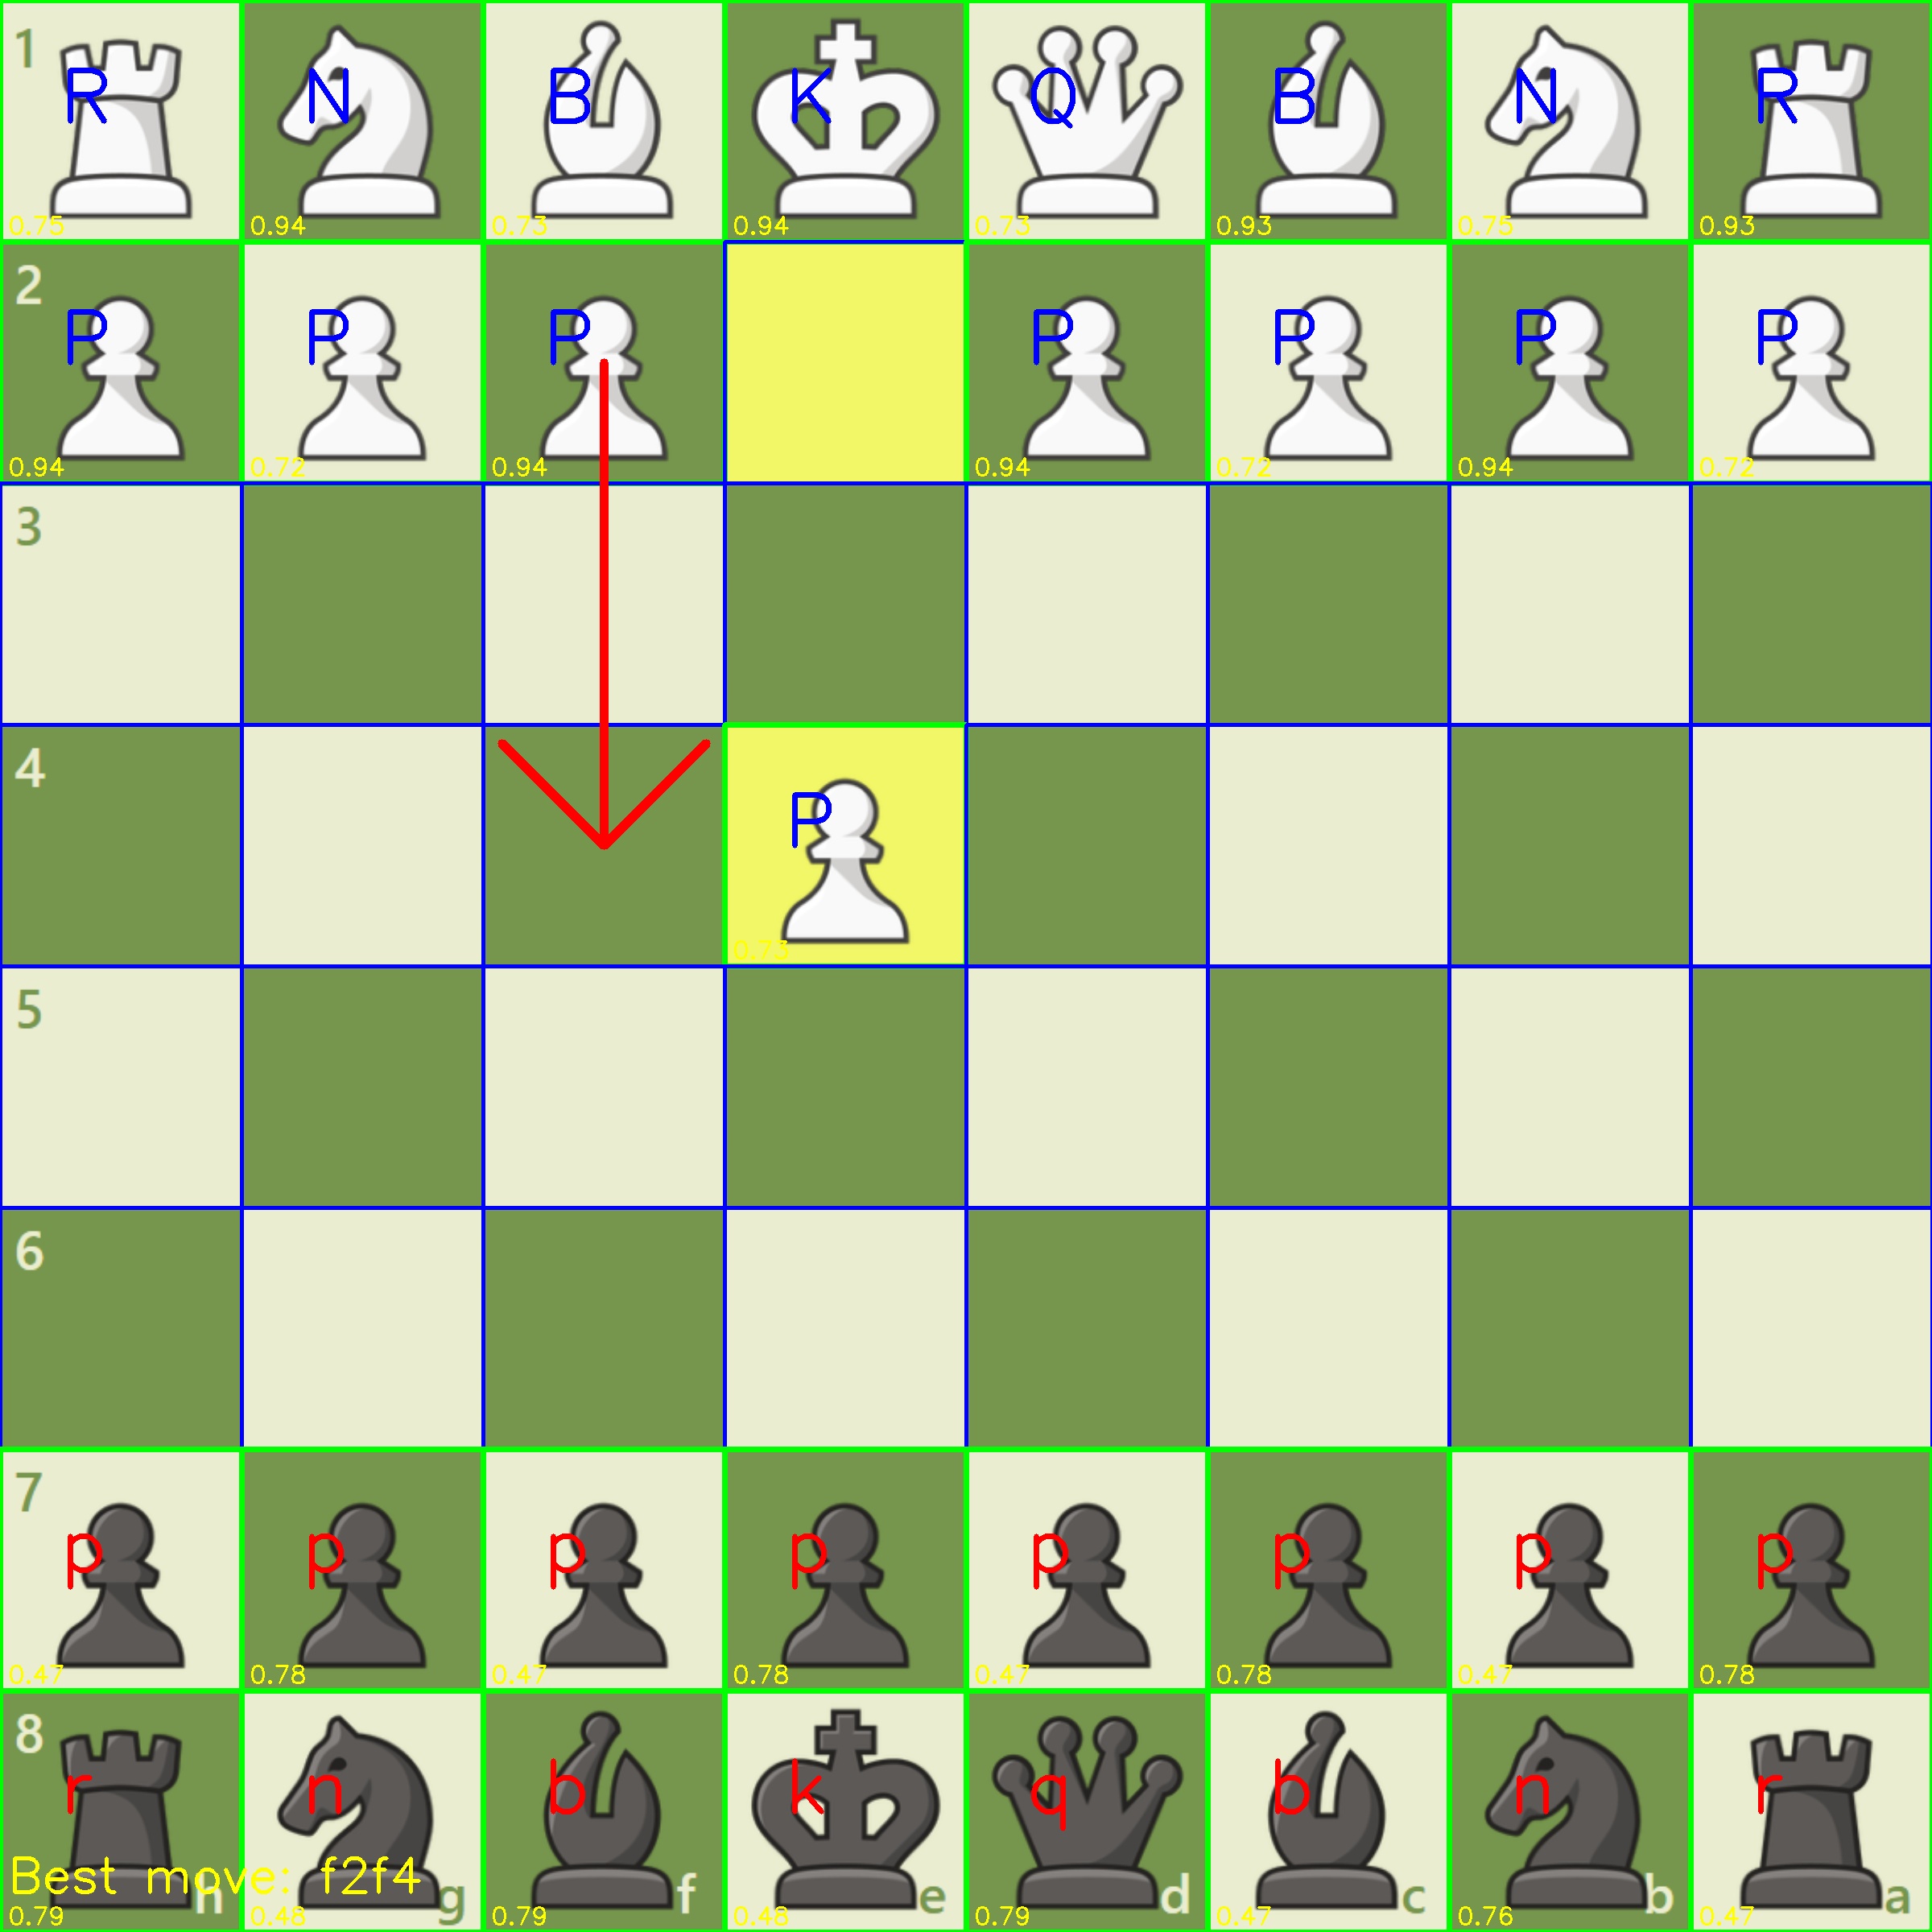 1 R N B K Q B N R
0.75 0.94 0.73 0.94 0.73 0.93 0.75 0.93
2 P P P P P P P
0.94 0.72 0.94 0.94 0.72 0.94 0.72
3
4 P
0.73
5
6
7 p p p p p p p p
0.47 0.78 0.47 0.78 0.47 0.78 0.47 0.78
8 r n b k q b n r
Best move: f2f4
h g f e d c b a
0.79 0.48 0.79 0.48 0.79 0.47 0.76 0.47